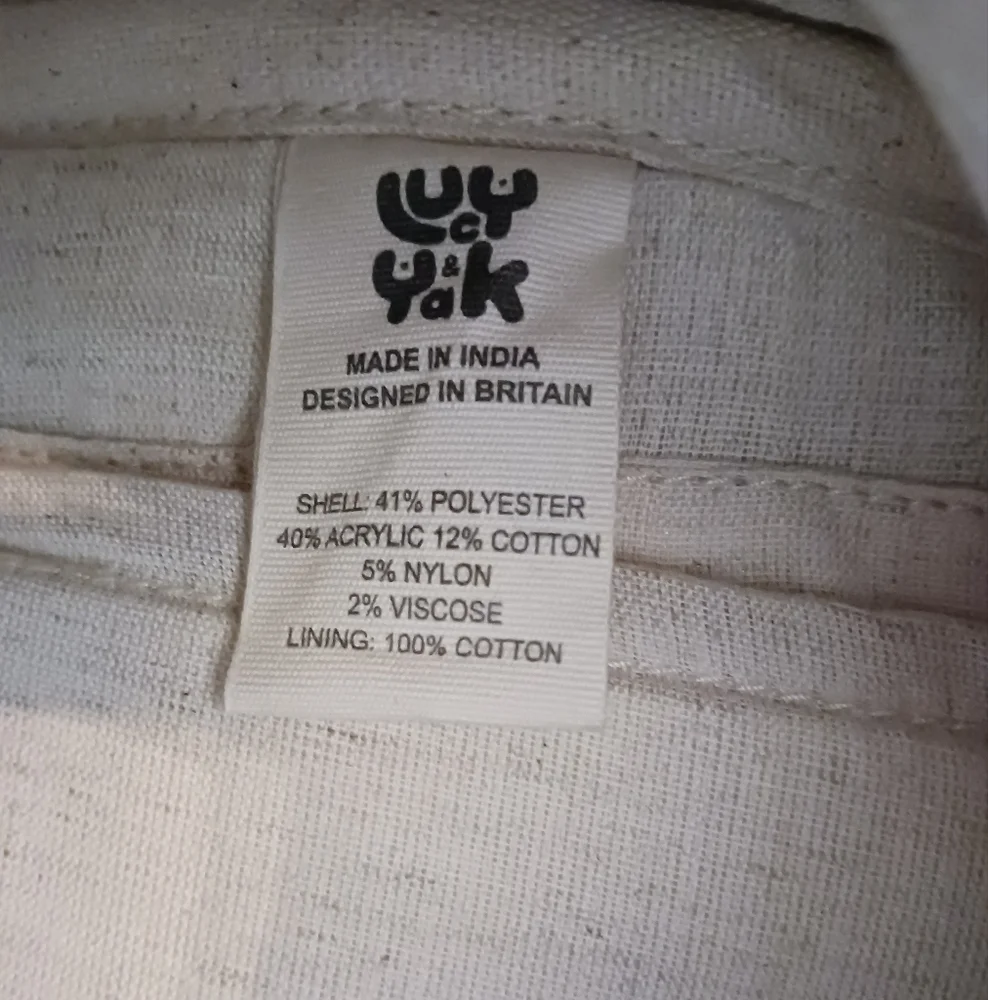 LUCY
& YAK
MADE IN INDIA
DESIGNED IN BRITAIN
SHELL: 41% POLYESTER
40% ACRYLIC 12% COTTON
5% NYLON
2% VISCOSE
LINING: 100% COTTON